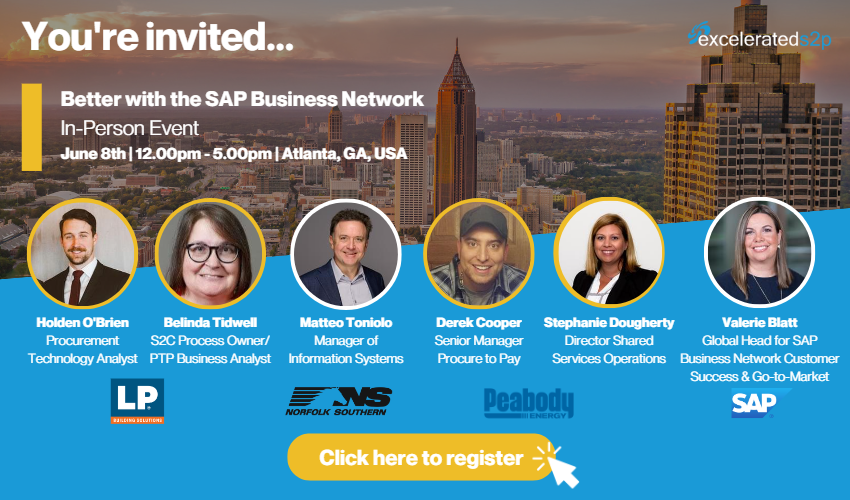 You're invited...
excelerateds2p
Better with the SAP Business Network
In-Person Event
June 8th | 12.00pm - 5.00pm | Atlanta, GA, USA
Holden O'Brien
Procurement
Technology Analyst
Belinda Tidwell
S2C Process Owner/
PTP Business Analyst
Matteo Toniolo
Manager of
Information Systems
Derek Cooper
Senior Manager
Procure to Pay
Stephanie Dougherty
Director Shared
Services Operations
Valerie Blatt
Global Head for SAP
Business Network Customer
Success & Go-to-Market
LP
BUILDING SOLUTIONS
NS
NORFOLK SOUTHERN
Peabody
ENERGY
SAP
Click here to register